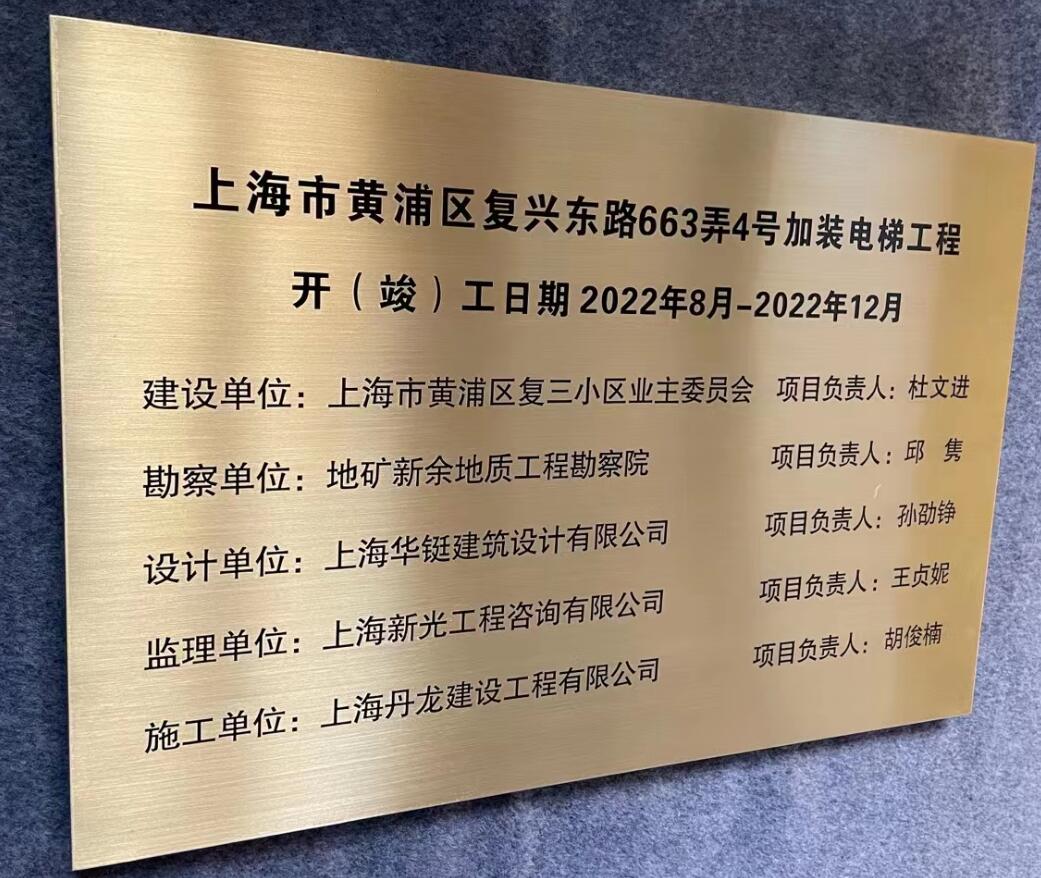 上海市黄浦区复兴东路663弄4号加装电梯工程
开（竣）工日期 2022年8月-2022年12月
建设单位：上海市黄浦区复三小区业主委员会 项目负责人：杜文进
勘察单位：地矿新余地质工程勘察院 项目负责人：邱 隽
设计单位：上海华铤建筑设计有限公司 项目负责人：孙劭铮
监理单位：上海新光工程咨询有限公司 项目负责人：王贞妮
施工单位：上海丹龙建设工程有限公司 项目负责人：胡俊楠